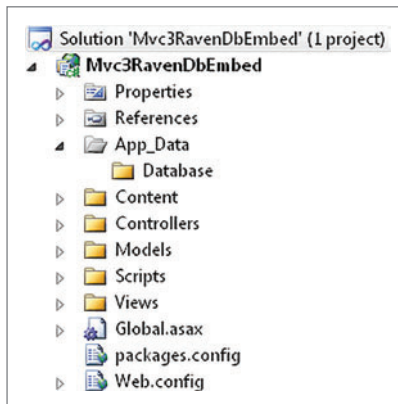 Solution 'Mvc3RavenDbEmbed' (1 project)
Mvc3RavenDbEmbed
Properties
References
App_Data
Database
Content
Controllers
Models
Scripts
Views
Global.asax
packages.config
Web.config